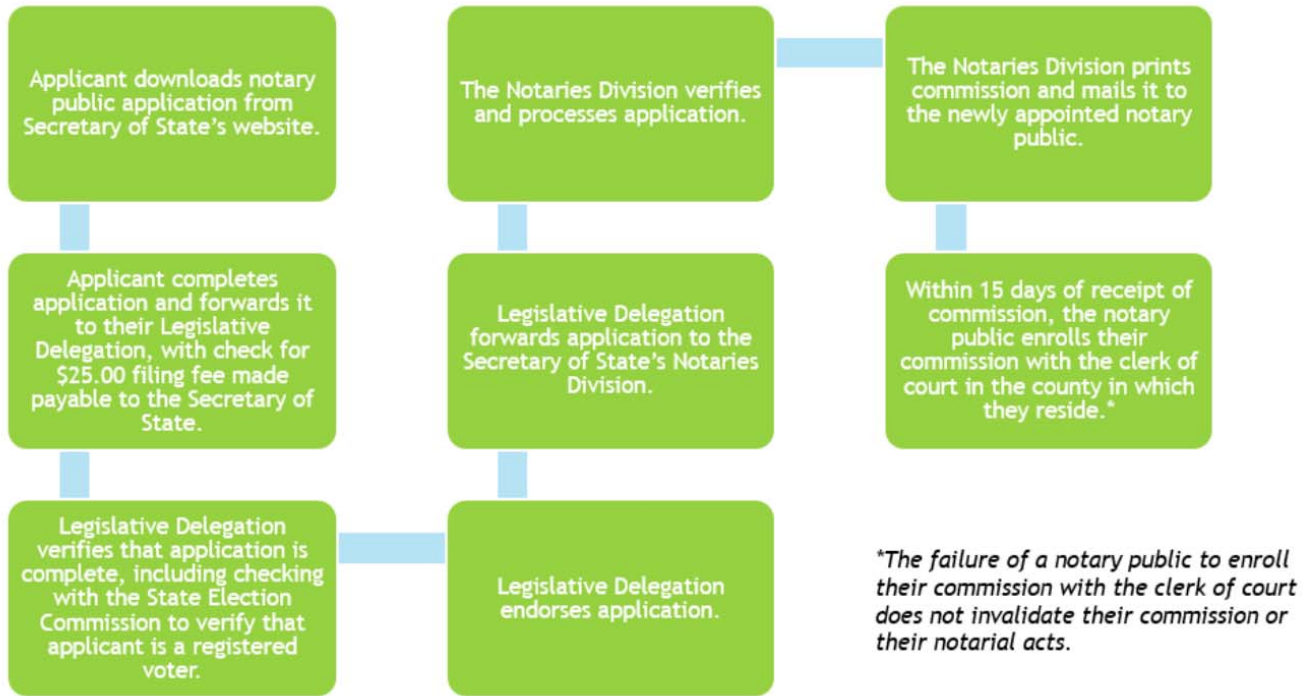 Applicant downloads notary
public application from
Secretary of State’s website.
Applicant completes
application and forwards it
to their Legislative
Delegation, with check for
$25.00 filing fee made
payable to the Secretary of
State.
Legislative Delegation
verifies that application is
complete, including checking
with the State Election
Commission to verify that
applicant is a registered
voter.
Legislative Delegation
endorses application.
Legislative Delegation
forwards application to the
Secretary of State’s Notaries
Division.
The Notaries Division verifies
and processes application.
The Notaries Division prints
commission and mails it to
the newly appointed notary
public.
Within 15 days of receipt of
commission, the notary
public enrolls their
commission with the clerk of
court in the county in which
they reside.*
*The failure of a notary public to enroll
their commission with the clerk of court
does not invalidate their commission or
their notarial acts.